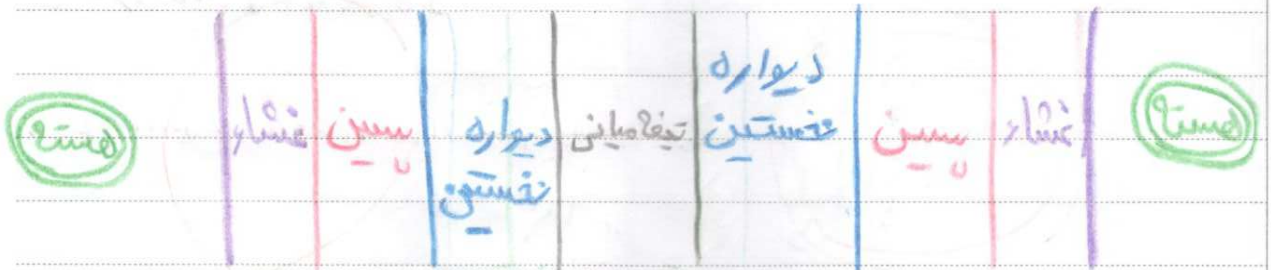 هسته
غشاء
پسین
دیواره
نخستین
تیغه میانی
دیواره
نخستین
پسین
غشاء
هسته